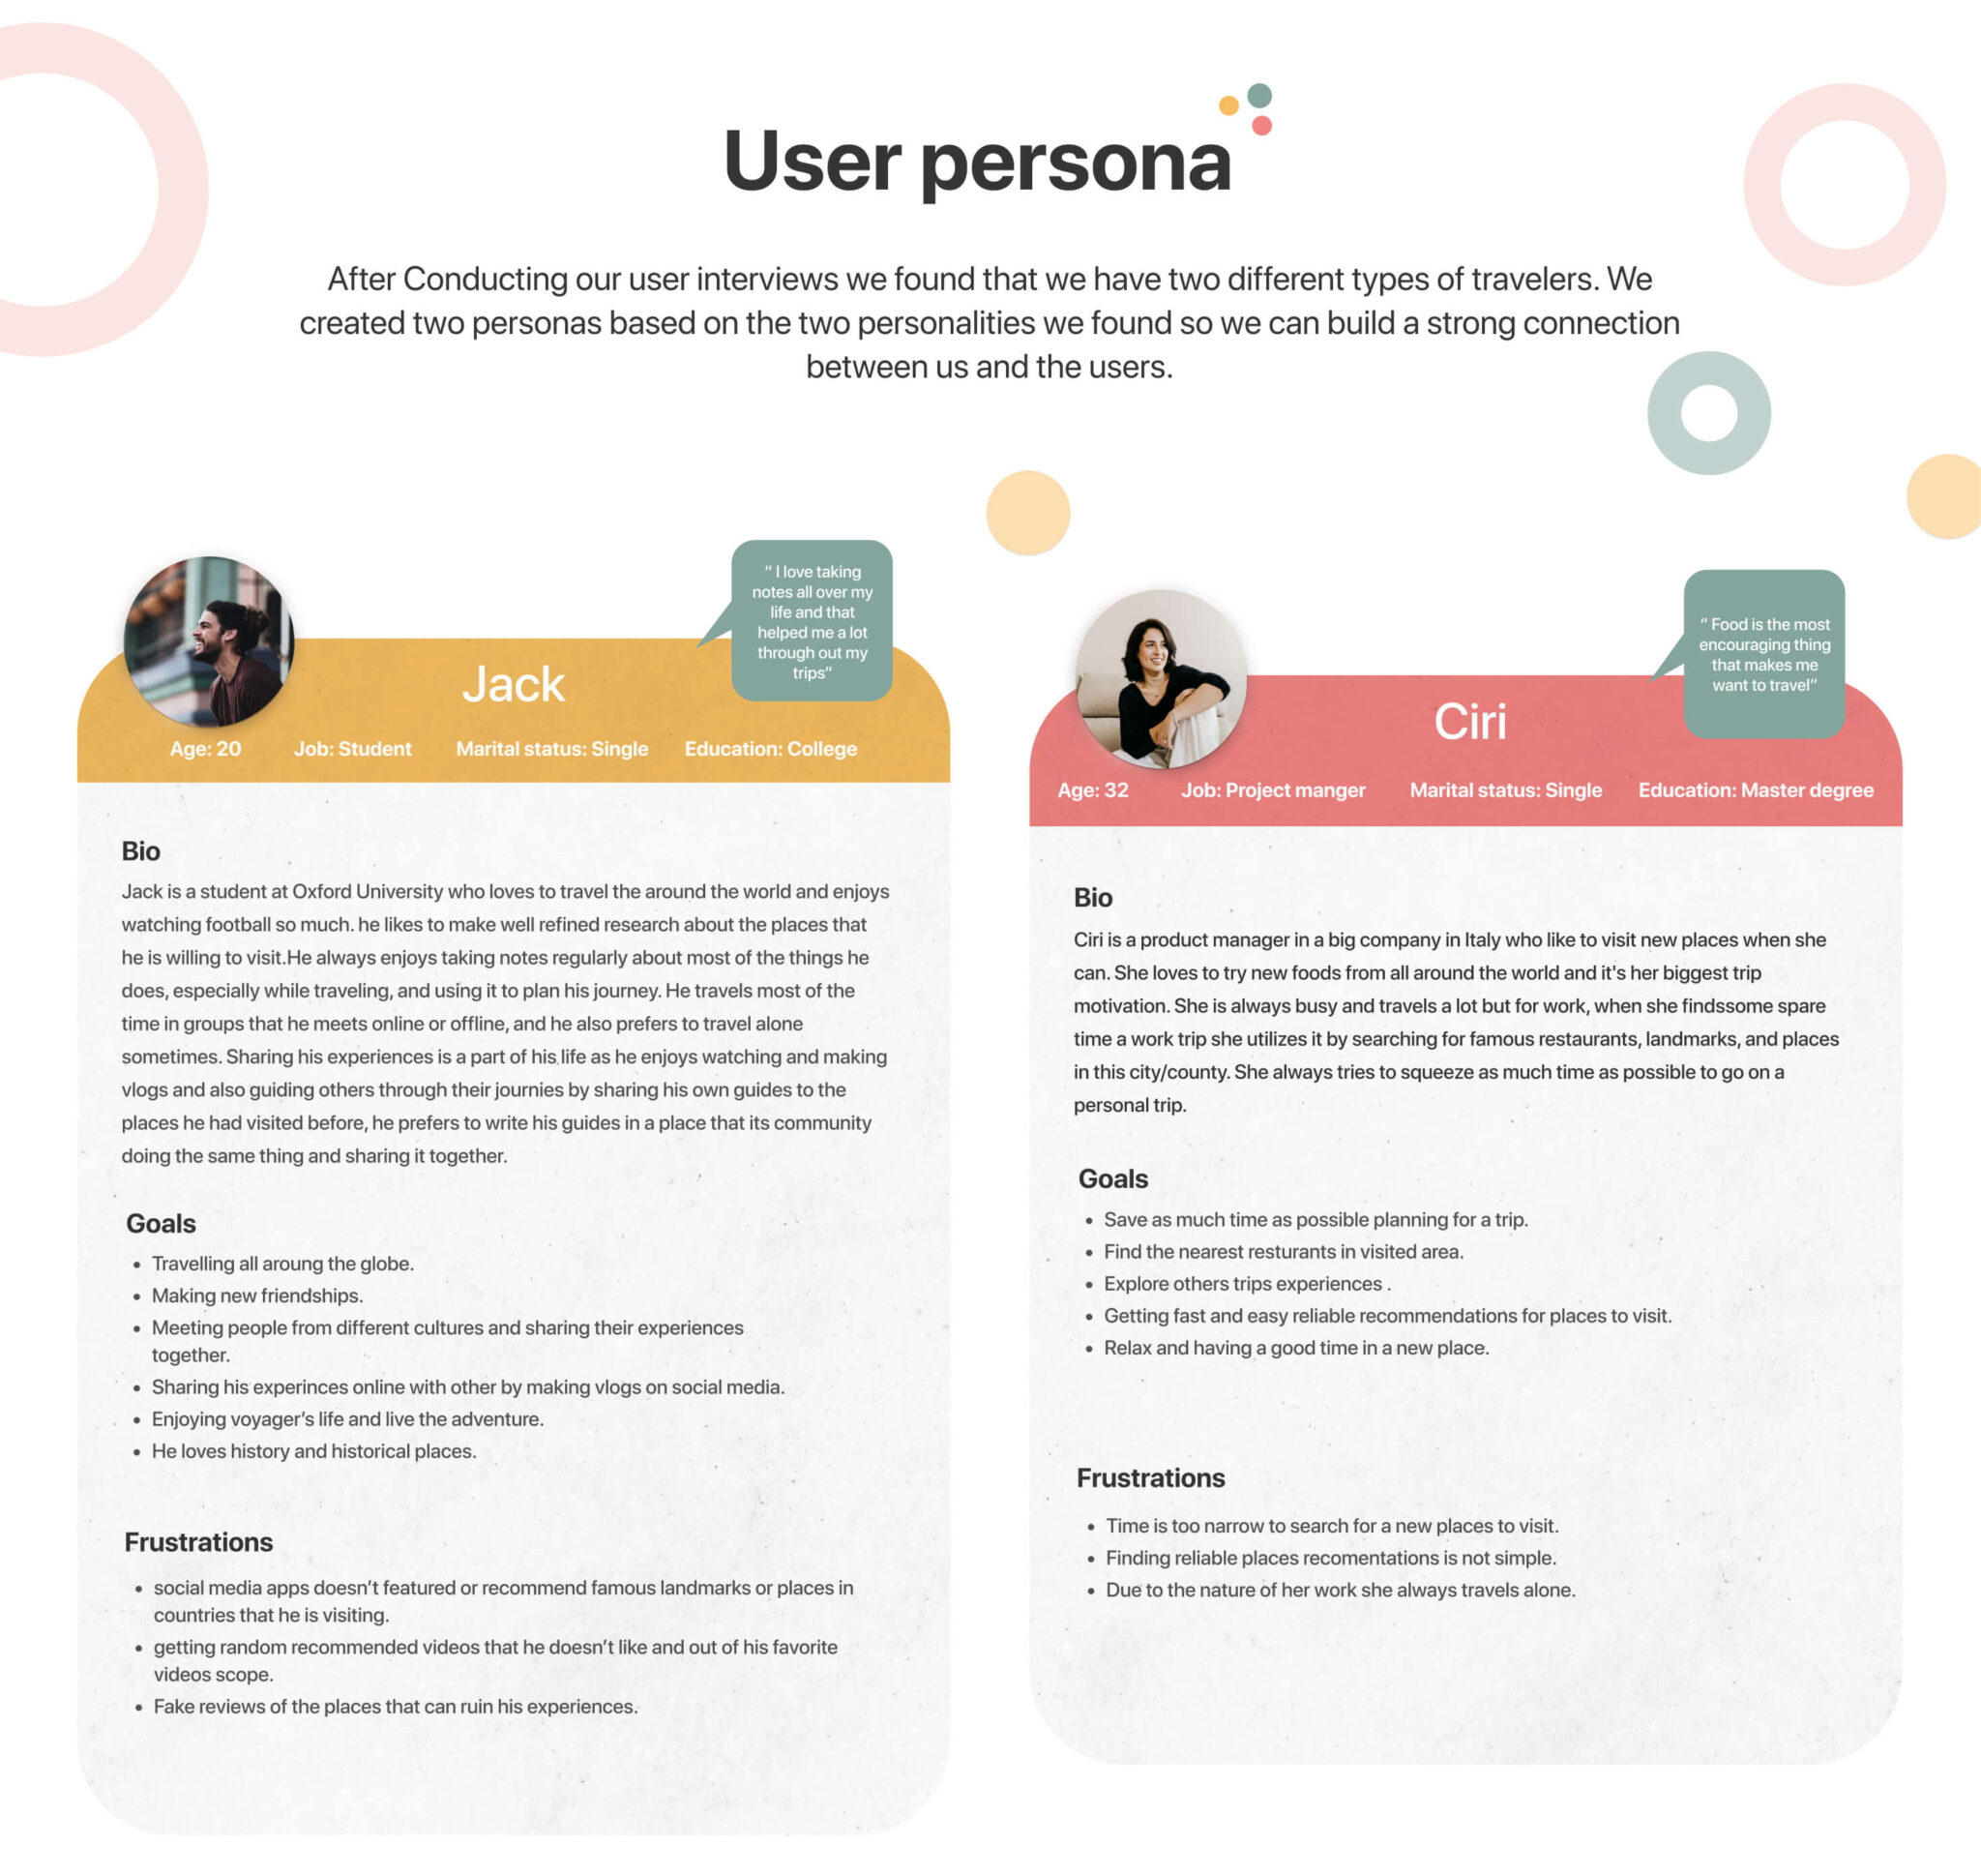 User persona
After Conducting our user interviews we found that we have two different types of travelers. We
created two personas based on the two personalities we found so we can build a strong connection
between us and the users.
“ I love taking
notes all over my
life and that
helped me a lot
through out my
trips”
Jack
Age: 20 Job: Student Marital status: Single Education: College
Bio
Jack is a student at Oxford University who loves to travel the around the world and enjoys
watching football so much. he likes to make well refined research about the places that
he is willing to visit.He always enjoys taking notes regularly about most of the things he
does, especially while traveling, and using it to plan his journey. He travels most of the
time in groups that he meets online or offline, and he also prefers to travel alone
sometimes. Sharing his experiences is a part of his life as he enjoys watching and making
vlogs and also guiding others through their journies by sharing his own guides to the
places he had visited before, he prefers to write his guides in a place that its community
doing the same thing and sharing it together.
Goals
• Travelling all aroung the globe.
• Making new friendships.
• Meeting people from different cultures and sharing their experiences
together.
• Sharing his experinces online with other by making vlogs on social media.
• Enjoying voyager’s life and live the adventure.
• He loves history and historical places.
Frustrations
• social media apps doesn’t featured or recommend famous landmarks or places in
countries that he is visiting.
• getting random recommended videos that he doesn’t like and out of his favorite
videos scope.
• Fake reviews of the places that can ruin his experiences.
“ Food is the most
encouraging thing
that makes me
want to travel”
Ciri
Age: 32 Job: Project manger Marital status: Single Education: Master degree
Bio
Ciri is a product manager in a big company in Italy who like to visit new places when she
can. She loves to try new foods from all around the world and it's her biggest trip
motivation. She is always busy and travels a lot but for work, when she findssome spare
time a work trip she utilizes it by searching for famous restaurants, landmarks, and places
in this city/county. She always tries to squeeze as much time as possible to go on a
personal trip.
Goals
• Save as much time as possible planning for a trip.
• Find the nearest resturants in visited area.
• Explore others trips experiences .
• Getting fast and easy reliable recommendations for places to visit.
• Relax and having a good time in a new place.
Frustrations
• Time is too narrow to search for a new places to visit.
• Finding reliable places recomentations is not simple.
• Due to the nature of her work she always travels alone.